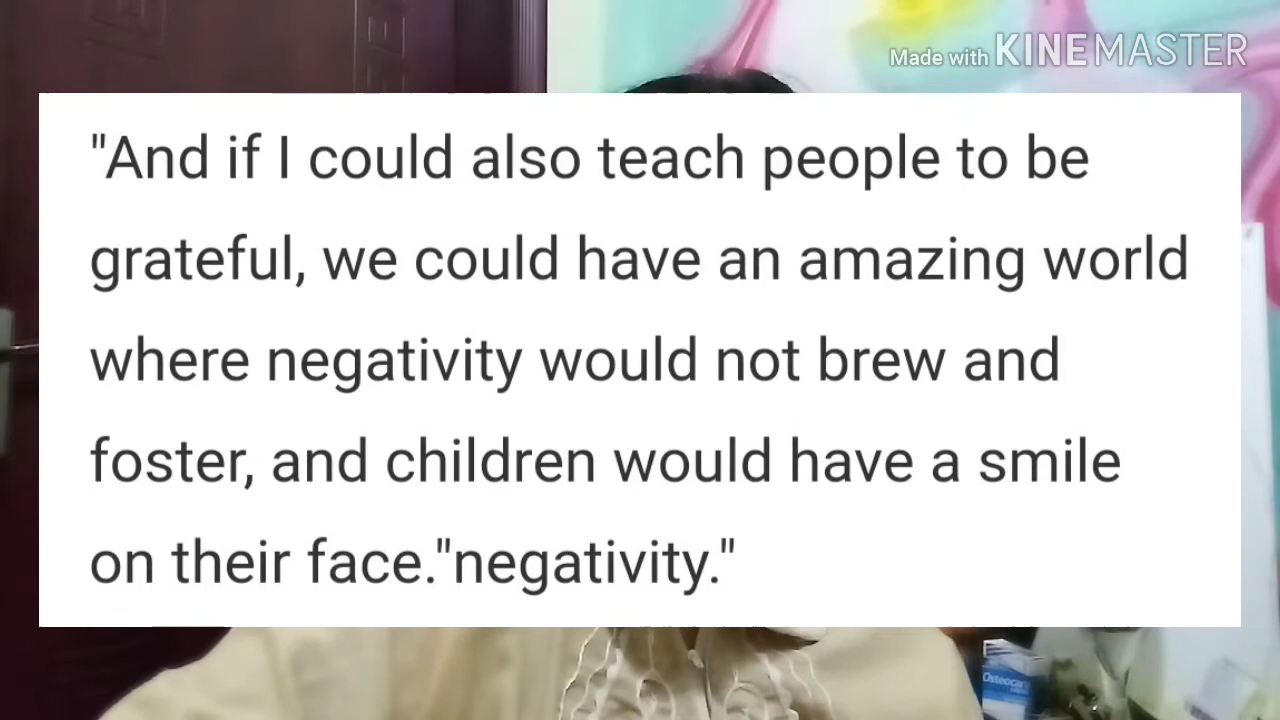 Made with KINEMASTER
"And if I could also teach people to be
grateful, we could have an amazing world
where negativity would not brew and
foster, and children would have a smile
on their face."negativity."
Osteocare